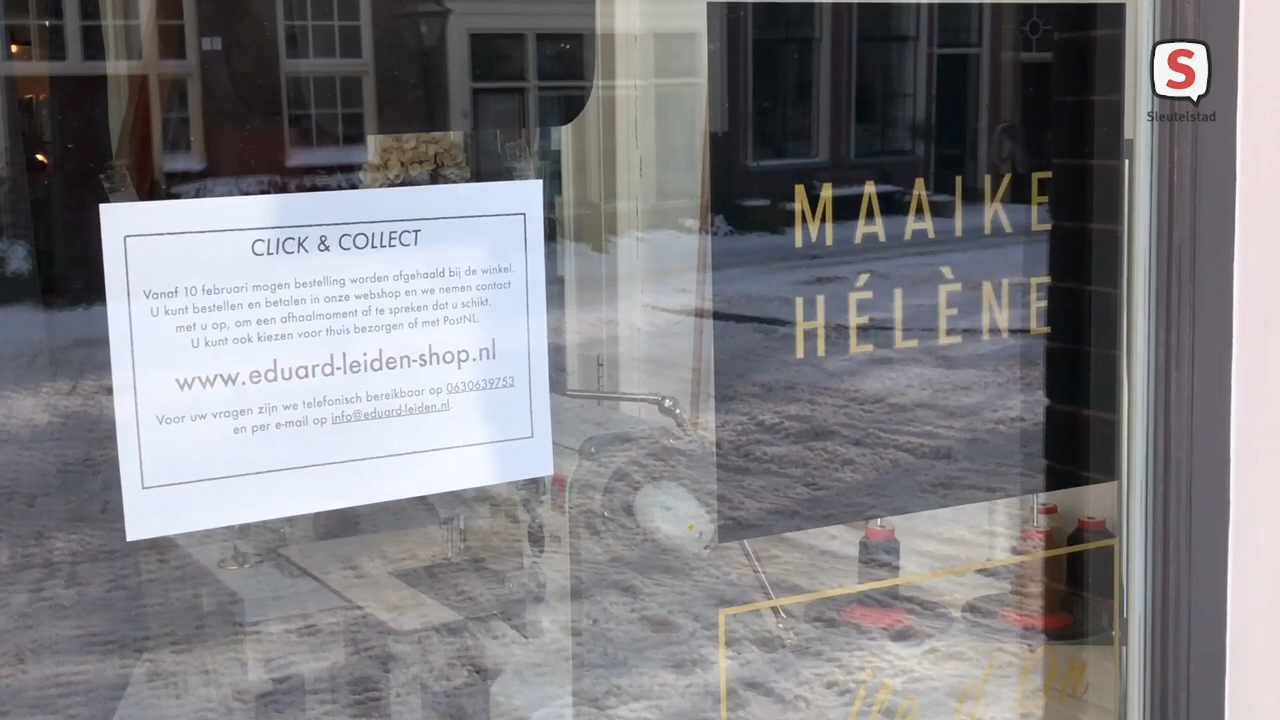 CLICK & COLLECT
Vanaf 10 februari mogen bestelling worden afgehaald bij de winkel.
U kunt bestellen en betalen in onze webshop en we nemen contact
met u op, om een afhaalmoment af te spreken dat u schikt.
U kunt ook kiezen voor thuis bezorgen of met PostNL.
www.eduard-leiden-shop.nl
Voor uw vragen zijn we telefonisch bereikbaar op 0630639753
en per e-mail op info@eduard-leiden.nl.
MAAIKE
HÉLÈNE
S
Sleutelstad